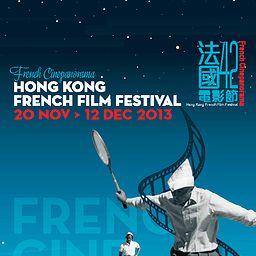 French Cinepanorama
HONG KONG
FRENCH FILM FESTIVAL
20 NOV > 12 DEC 2013
法國
電影節
42
French Cinepanorama
Hong Kong French Film Festival
FRENC
CINE